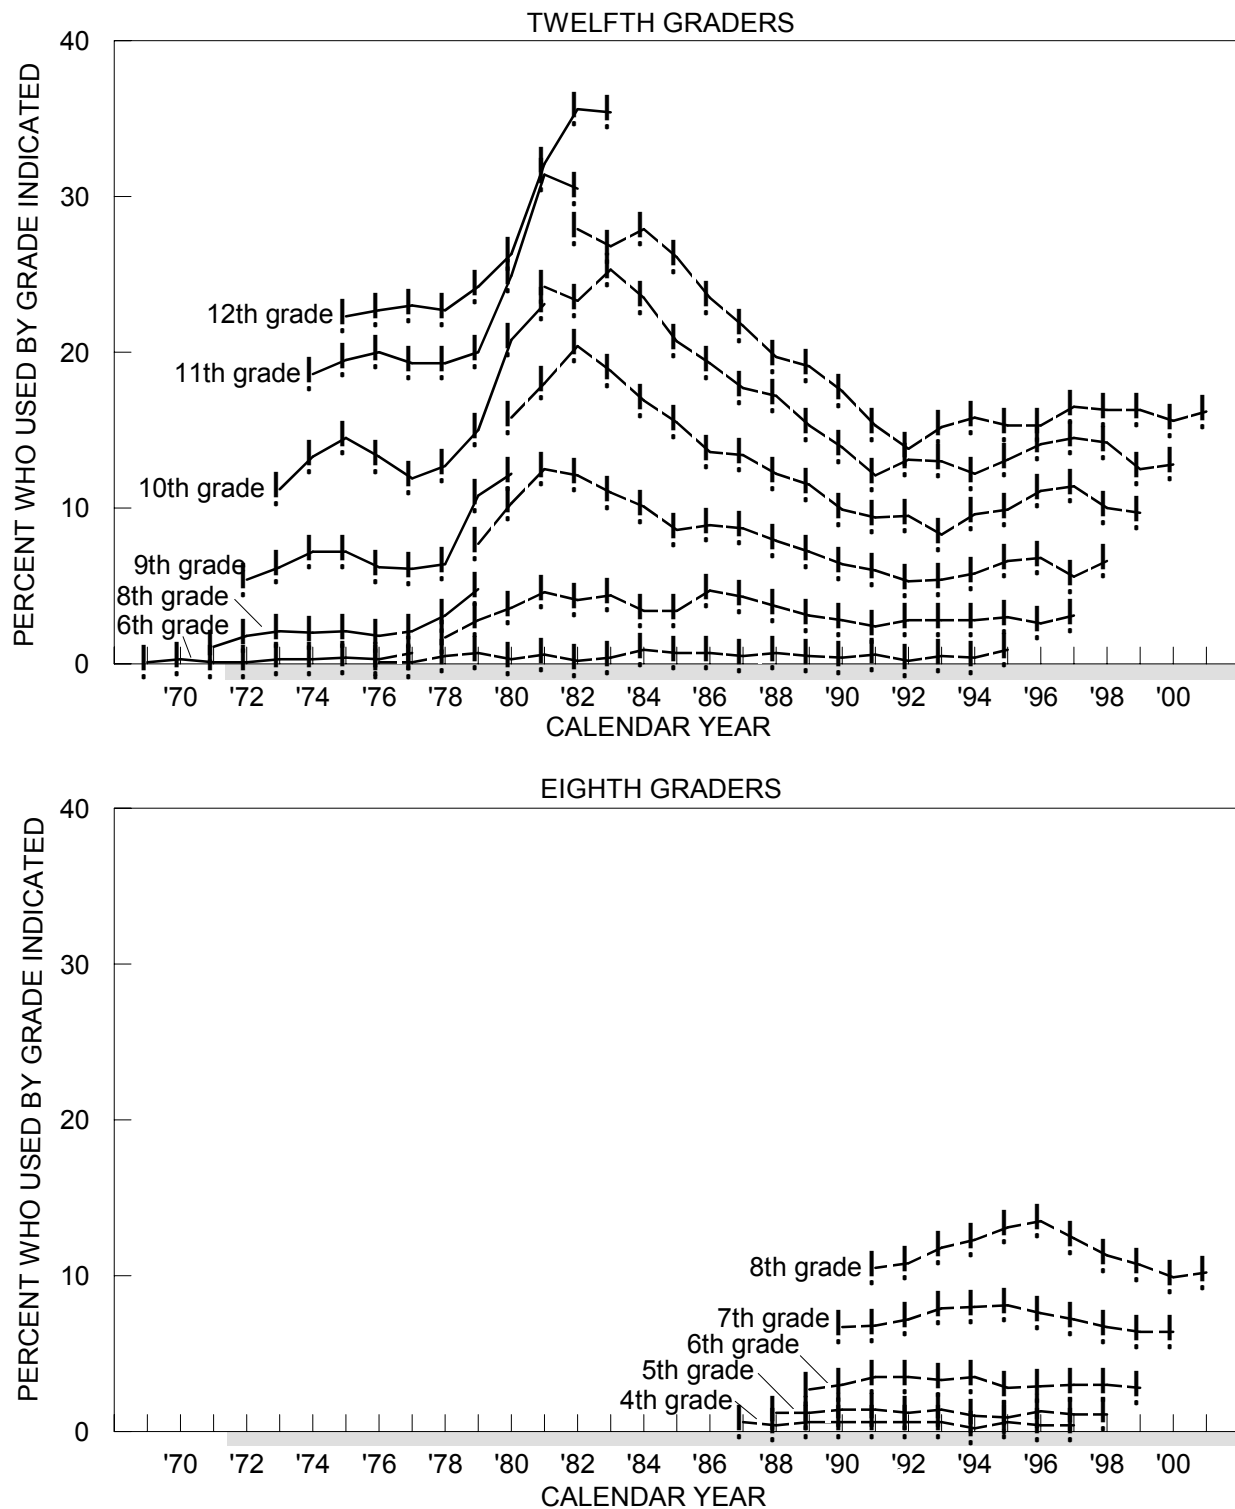 TWELFTH GRADERS
PERCENT WHO USED BY GRADE INDICATED
40
30
20
10
0
12th grade
11th grade
10th grade
9th grade
8th grade
6th grade
'70 '72 '74 '76 '78 '80 '82 '84 '86 '88 '90 '92 '94 '96 '98 '00
CALENDAR YEAR
EIGHTH GRADERS
PERCENT WHO USED BY GRADE INDICATED
40
30
20
10
0
8th grade
7th grade
6th grade
5th grade
4th grade
'70 '72 '74 '76 '78 '80 '82 '84 '86 '88 '90 '92 '94 '96 '98 '00
CALENDAR YEAR